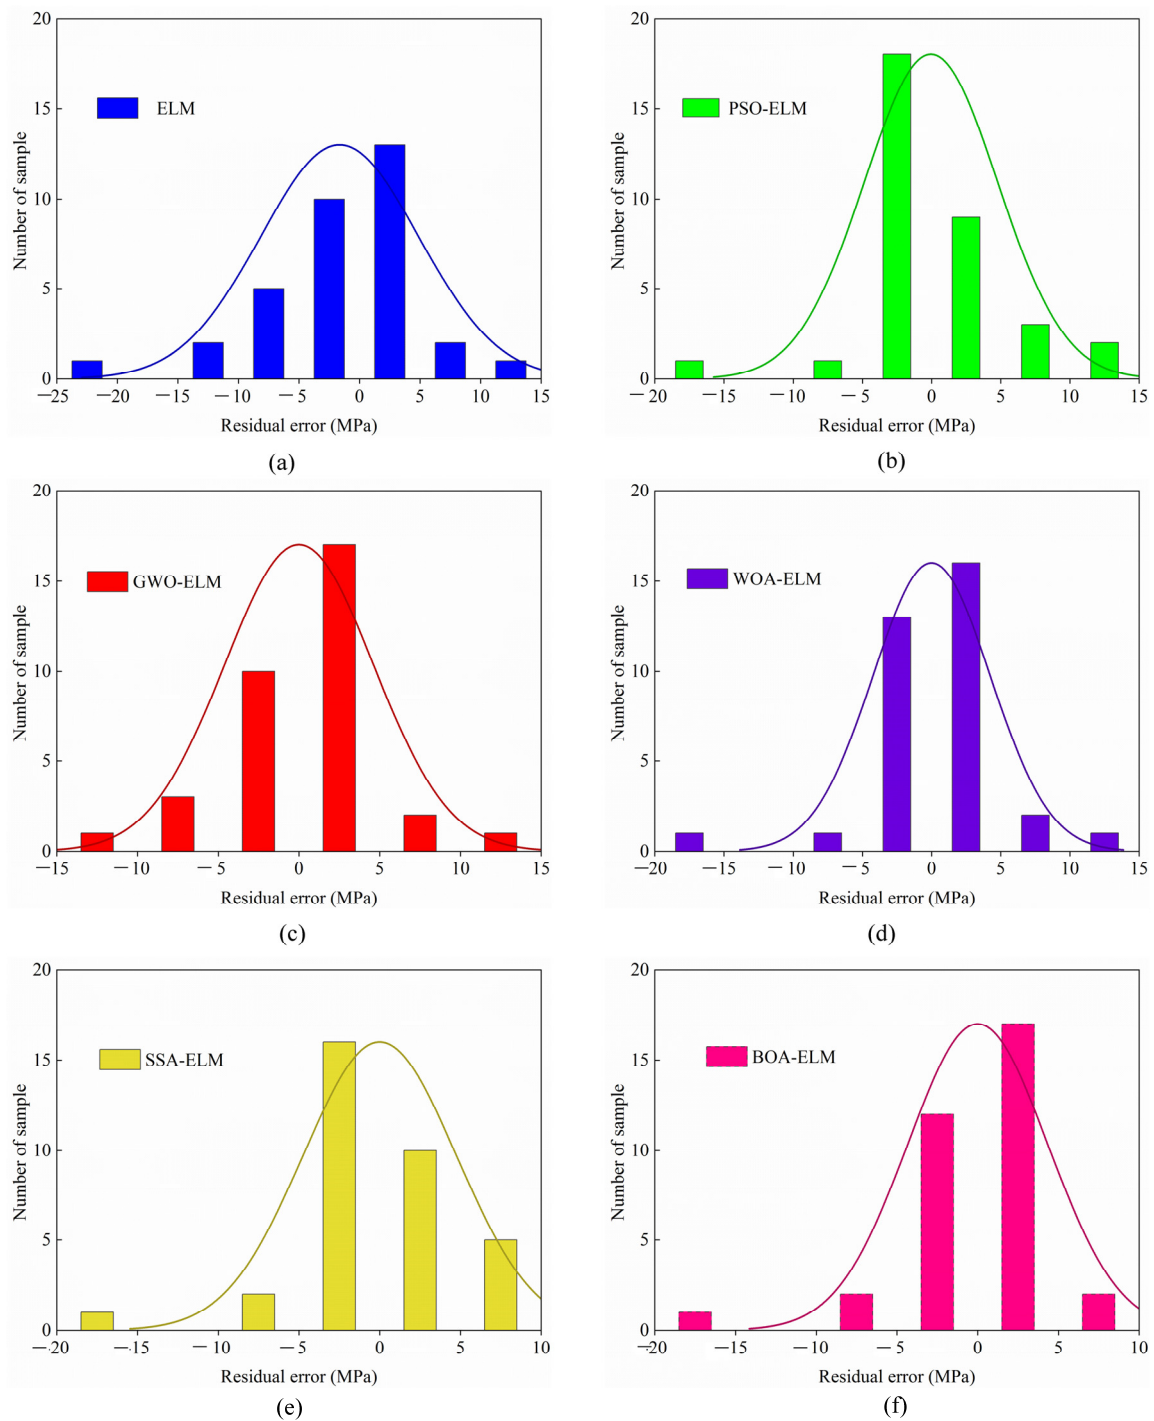 20
15
10
5
0
Number of sample
ELM
−25 −20 −15 −10 −5 0 5 10 15
Residual error (MPa)
(a)
20
15
10
5
0
Number of sample
PSO-ELM
−20 −15 −10 −5 0 5 10 15
Residual error (MPa)
(b)
20
15
10
5
0
Number of sample
GWO-ELM
−15 −10 −5 0 5 10 15
Residual error (MPa)
(c)
20
15
10
5
0
Number of sample
WOA-ELM
−20 −15 −10 −5 0 5 10 15
Residual error (MPa)
(d)
20
15
10
5
0
Number of sample
SSA-ELM
−20 −15 −10 −5 0 5 10
Residual error (MPa)
(e)
20
15
10
5
0
Number of sample
BOA-ELM
−20 −15 −10 −5 0 5 10
Residual error (MPa)
(f)